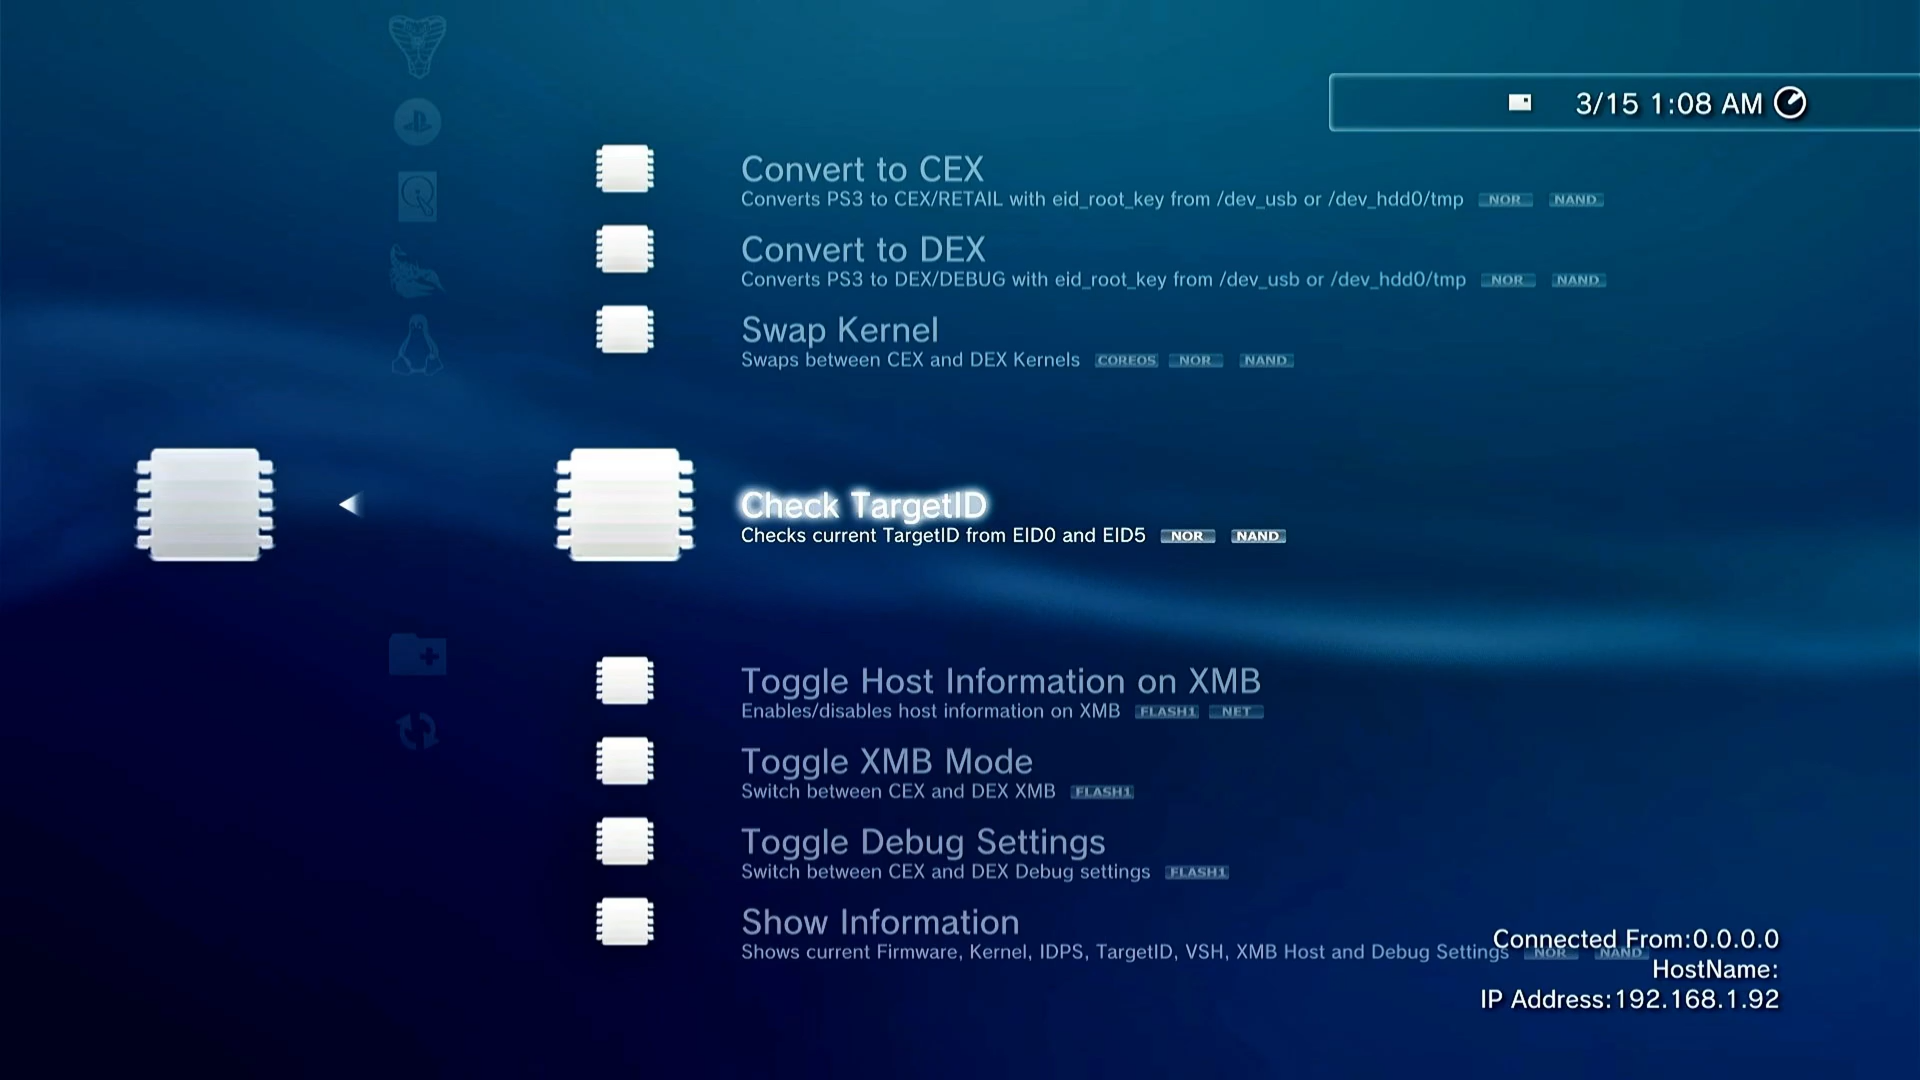 3/15 1:08 AM
Convert to CEX
Converts PS3 to CEX/RETAIL with eid_root_key from /dev_usb or /dev_hdd0/tmp NOR NAND
Convert to DEX
Converts PS3 to DEX/DEBUG with eid_root_key from /dev_usb or /dev_hdd0/tmp NOR NAND
Swap Kernel
Swaps between CEX and DEX Kernels COREOS NOR NAND
Check TargetID
Checks current TargetID from EID0 and EID5 NOR NAND
Toggle Host Information on XMB
Enables/disables host information on XMB FLASH1 NET
Toggle XMB Mode
Switch between CEX and DEX XMB FLASH1
Toggle Debug Settings
Switch between CEX and DEX Debug settings FLASH1
Show Information
Shows current Firmware, Kernel, IDPS, TargetID, VSH, XMB Host and Debug Settings NOR NAND
Connected From:0.0.0.0
HostName:
IP Address:192.168.1.92